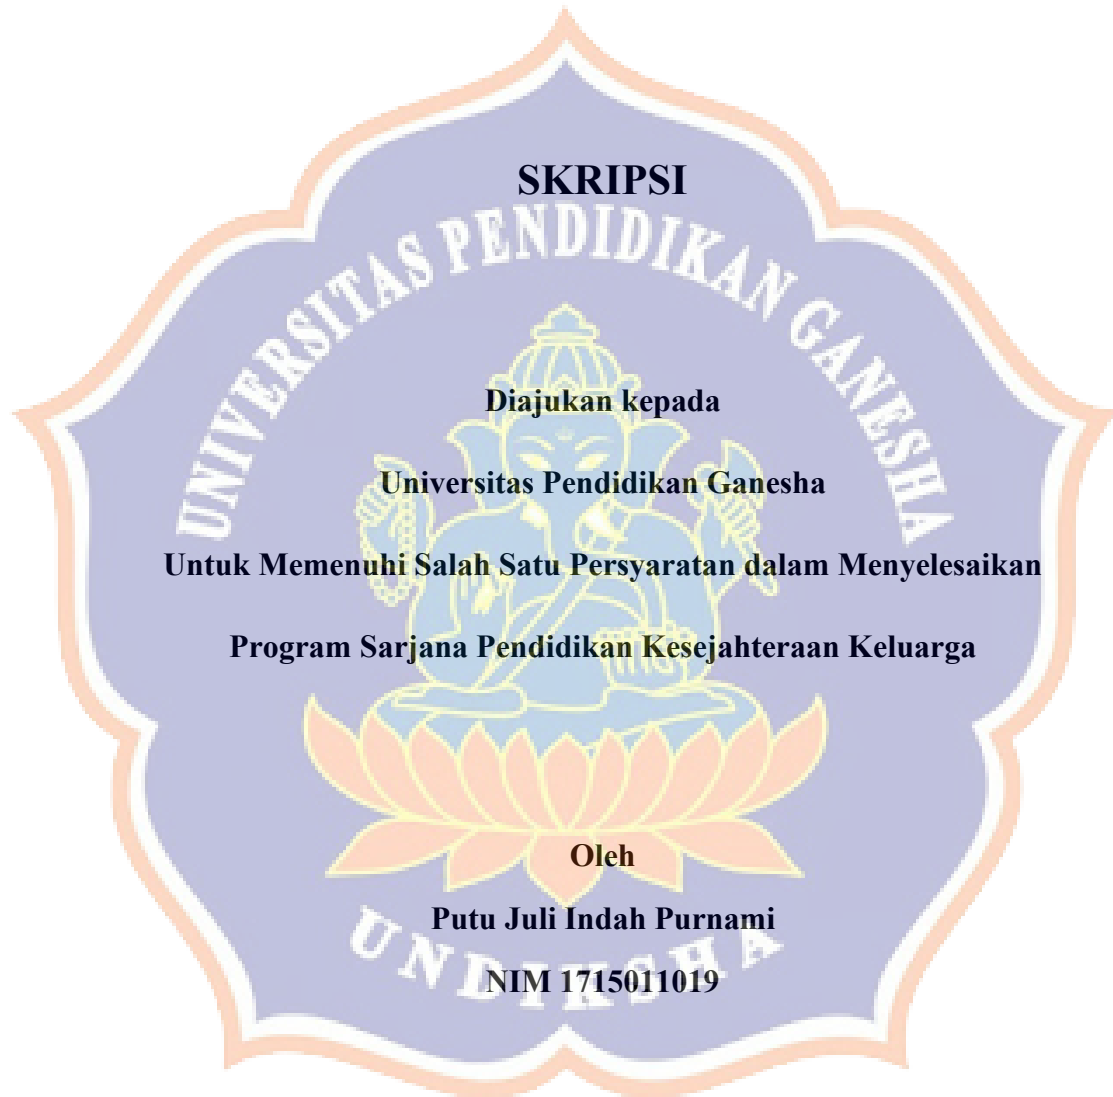 SKRIPSI
UNIVERSITAS PENDIDIKAN GANESHA
Diajukan kepada
Universitas Pendidikan Ganesha
Untuk Memenuhi Salah Satu Persyaratan dalam Menyelesaikan
Program Sarjana Pendidikan Kesejahteraan Keluarga
Oleh
Putu Juli Indah Purnami
NIM 1715011019
UNDIKSHA